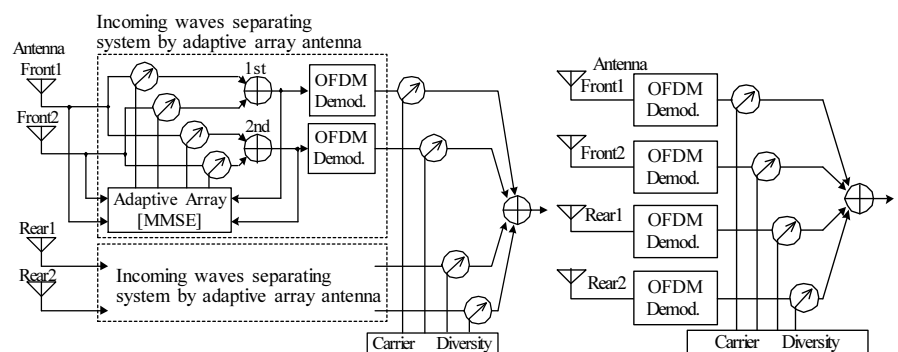 Incoming waves separating
system by adaptive array antenna
Antenna
Front1
Front2
1st
2nd
OFDM
Demod.
OFDM
Demod.
Adaptive Array
[MMSE]
Rear1
Rear2
Incoming waves separating
system by adaptive array antenna
Carrier Diversity
Antenna
Front1
OFDM
Demod.
Front2
OFDM
Demod.
Rear1
OFDM
Demod.
Rear2
OFDM
Demod.
Carrier Diversity